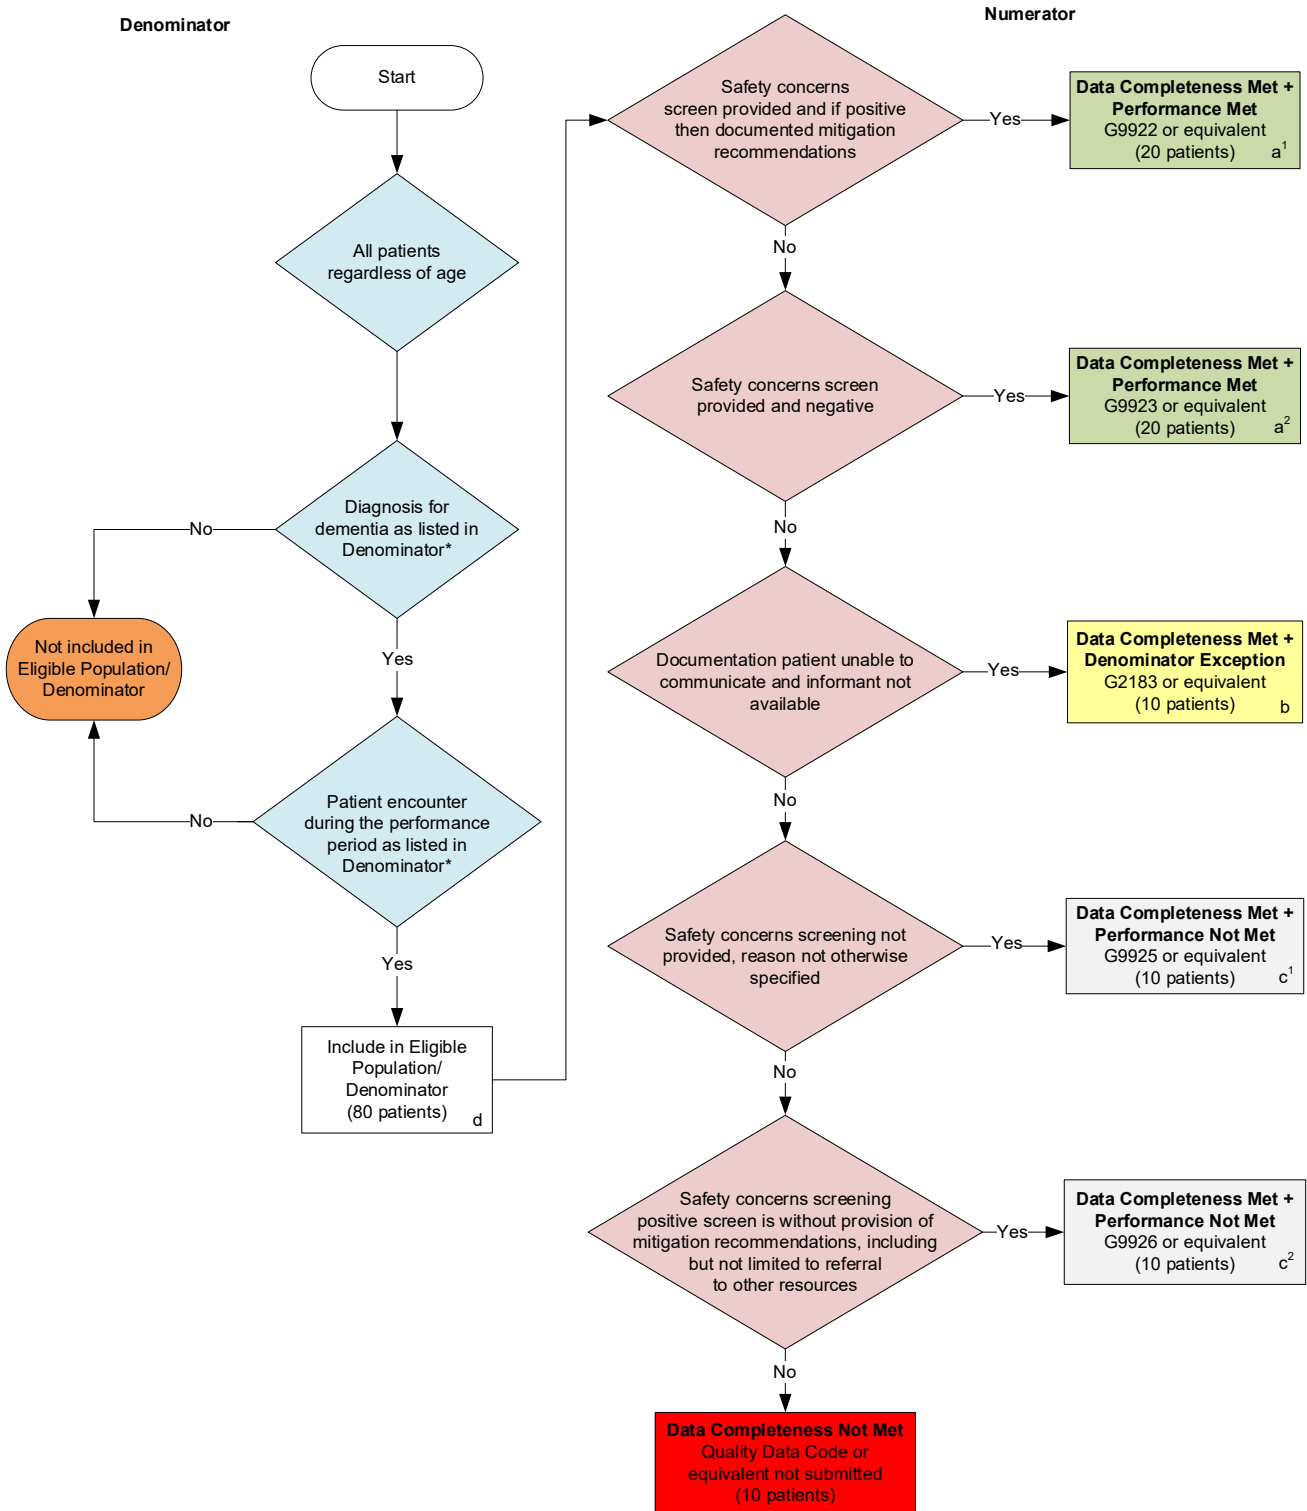 Denominator
Start
All patients
regardless of age
Diagnosis for
dementia as listed in
Denominator*
No
Yes
Not included in
Eligible Population/
Denominator
Patient encounter
during the performance
period as listed in
Denominator*
No
Yes
Include in Eligible
Population/
Denominator
(80 patients)
d
Numerator
Safety concerns
screen provided and if positive
then documented mitigation
recommendations
Yes
Data Completeness Met +
Performance Met
G9922 or equivalent
(20 patients) a¹
No
Safety concerns screen
provided and negative
Yes
Data Completeness Met +
Performance Met
G9923 or equivalent
(20 patients) a²
No
Documentation patient unable to
communicate and informant not
available
Yes
Data Completeness Met +
Denominator Exception
G2183 or equivalent
(10 patients) b
No
Safety concerns screening not
provided, reason not otherwise
specified
Yes
Data Completeness Met +
Performance Not Met
G9925 or equivalent
(10 patients) c¹
No
Safety concerns screening
positive screen is without provision of
mitigation recommendations, including
but not limited to referral
to other resources
Yes
Data Completeness Met +
Performance Not Met
G9926 or equivalent
(10 patients) c²
No
Data Completeness Not Met
Quality Data Code or
equivalent not submitted
(10 patients)